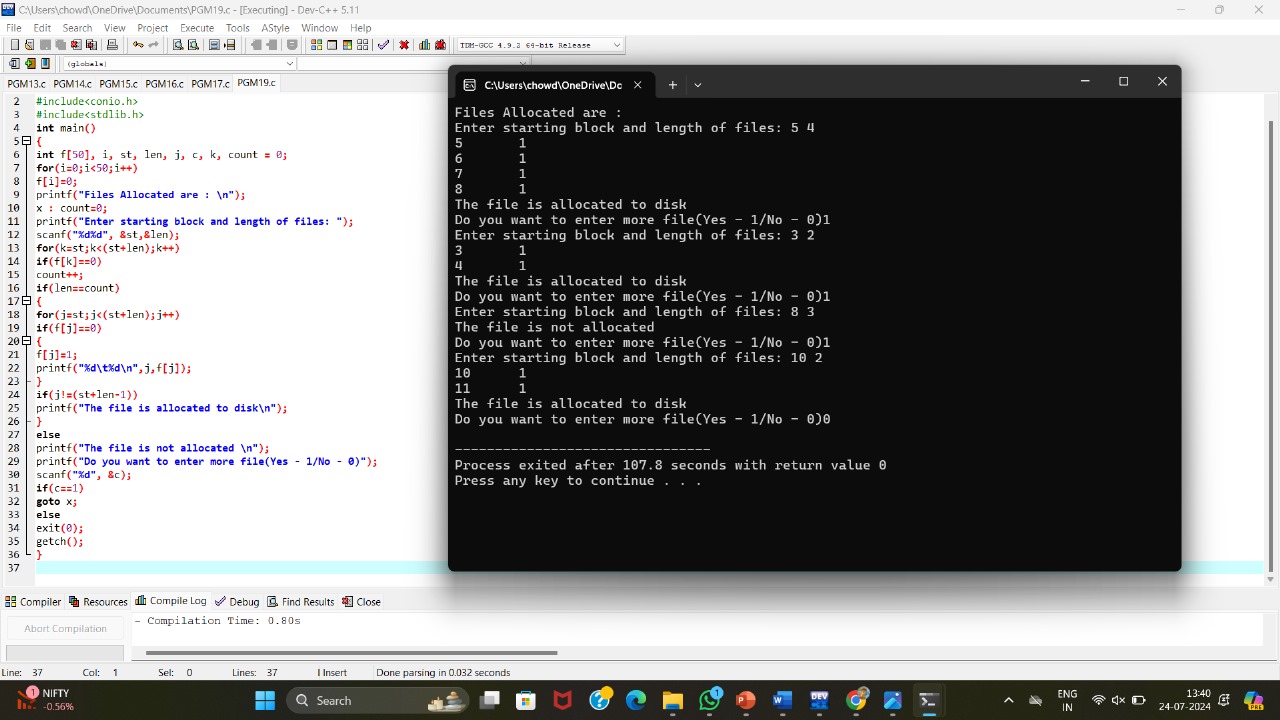 C:\Users\chowd\OneDrive\Documents\PGM19.c - [Executing] - Dev-C++ 5.11
File Edit Search View Project Execute Tools AStyle Window Help
TDM-GCC 4.9.2 64-bit Release
(globals)
PGM13.c PGM14.c PGM15.c PGM16.c PGM17.c PGM19.c
2 #include<conio.h>
3 #include<stdlib.h>
4 int main()
5 {
6 int f[50], i, st, len, j, c, k, count = 0;
7 for(i=0;i<50;i++)
8 f[i]=0;
9 printf("Files Allocated are : \n");
10 x : count=0;
11 printf("Enter starting block and length of files: ");
12 scanf("%d%d", &st,&len);
13 for(k=st;k<(st+len);k++)
14 if(f[k]==0)
15 count++;
16 if(len==count)
17 {
18 for(j=st;j<(st+len);j++)
19 if(f[j]==0)
20 {
21 f[j]=1;
22 printf("%d\t%d\n",j,f[j]);
23 }
24 if(j!=(st+len-1))
25 printf("The file is allocated to disk\n");
26 }
27 else
28 printf("The file is not allocated \n");
29 printf("Do you want to enter more file(Yes - 1/No - 0)");
30 scanf("%d", &c);
31 if(c==1)
32 goto x;
33 else
34 exit(0);
35 getch();
36 }
37
C:\Users\chowd\OneDrive\Dc
Files Allocated are :
Enter starting block and length of files: 5 4
5 1
6 1
7 1
8 1
The file is allocated to disk
Do you want to enter more file(Yes - 1/No - 0)1
Enter starting block and length of files: 3 2
3 1
4 1
The file is allocated to disk
Do you want to enter more file(Yes - 1/No - 0)1
Enter starting block and length of files: 8 3
The file is not allocated
Do you want to enter more file(Yes - 1/No - 0)1
Enter starting block and length of files: 10 2
10 1
11 1
The file is allocated to disk
Do you want to enter more file(Yes - 1/No - 0)0
--------------------------------
Process exited after 107.8 seconds with return value 0
Press any key to continue . . .
Compiler Resources Compile Log Debug Find Results Close
Abort Compilation
- Compilation Time: 0.80s
Line: 37 Col: 1 Sel: 0 Lines: 37 Insert Done parsing in 0.032 seconds
1 NIFTY
-0.56%
Search
DEV
C++
1
ENG
IN
13:40
24-07-2024
PRE